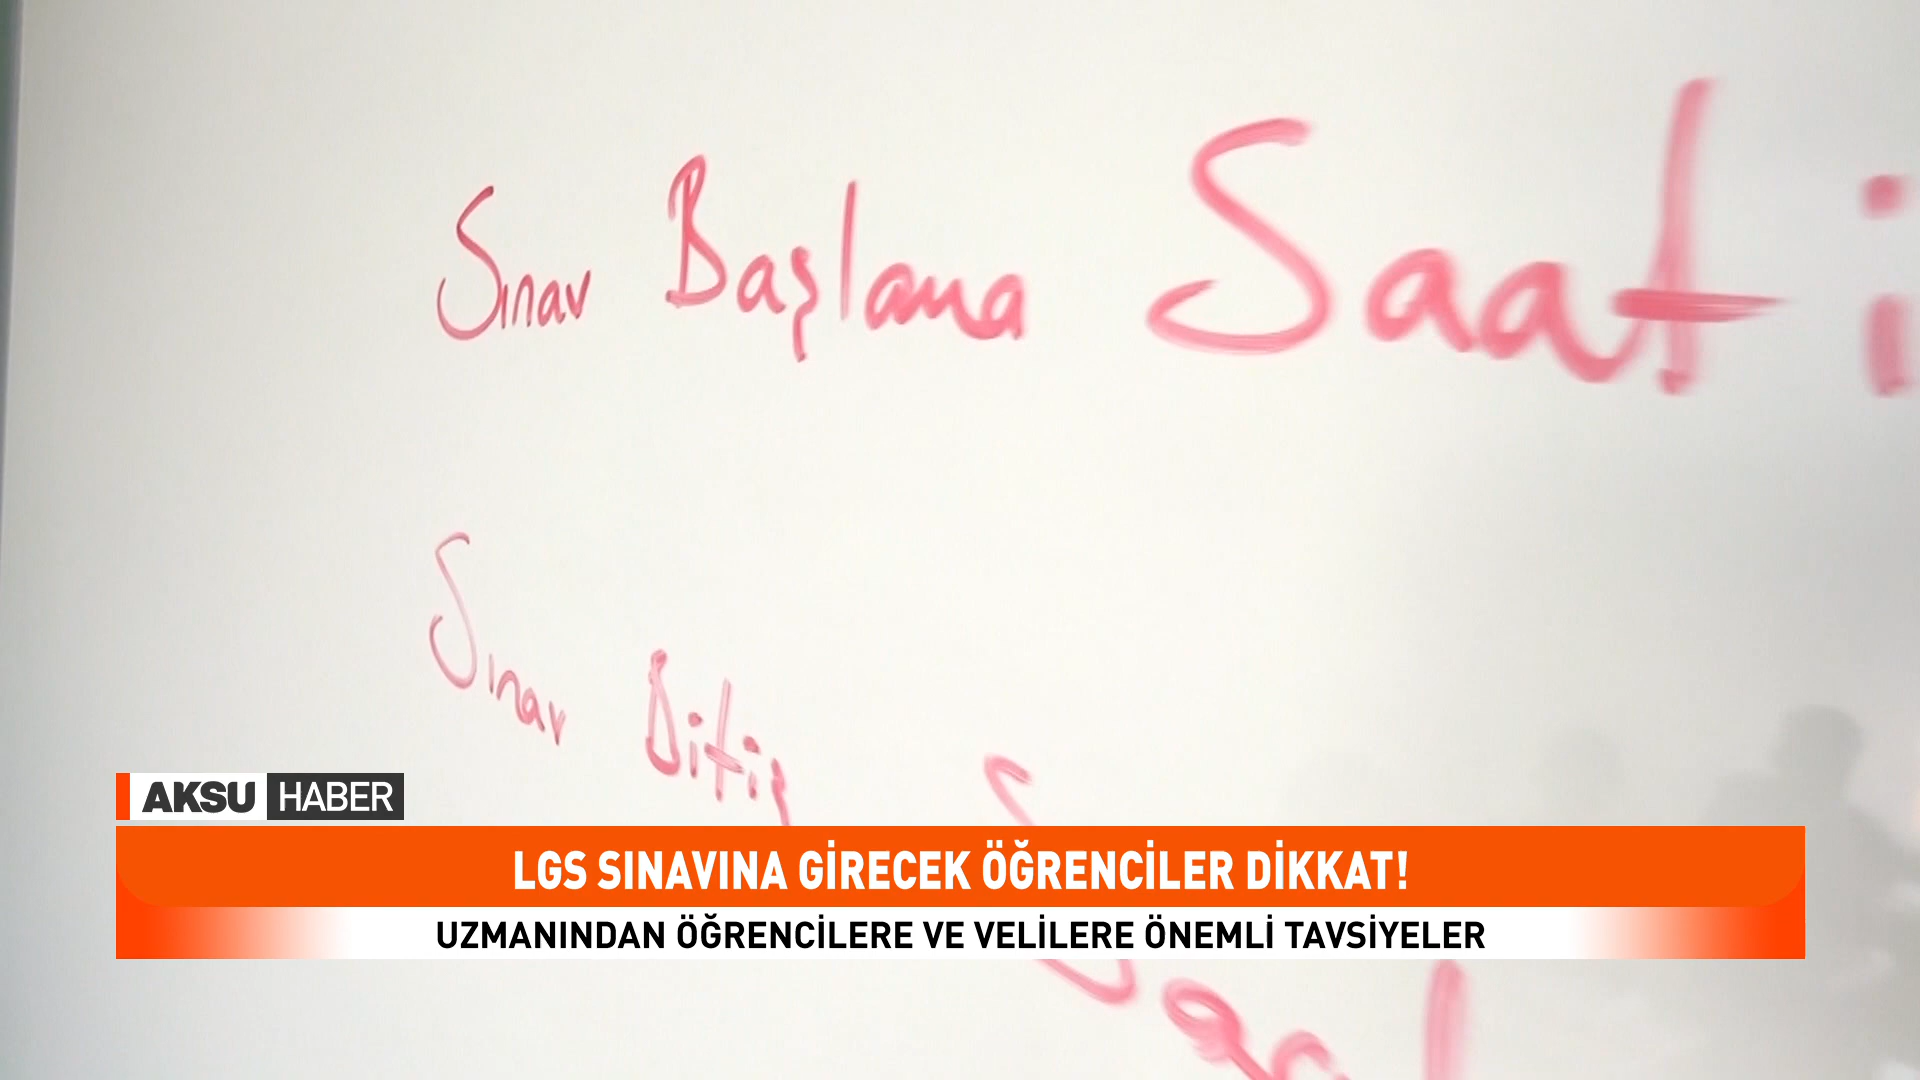 Sınav Başlama Saati
Sınav Bitiş
AKSU HABER
LGS SINAVINA GİRECEK ÖĞRENCİLER DİKKAT!
UZMANINDAN ÖĞRENCİLERE VE VELİLERE ÖNEMLİ TAVSİYELER